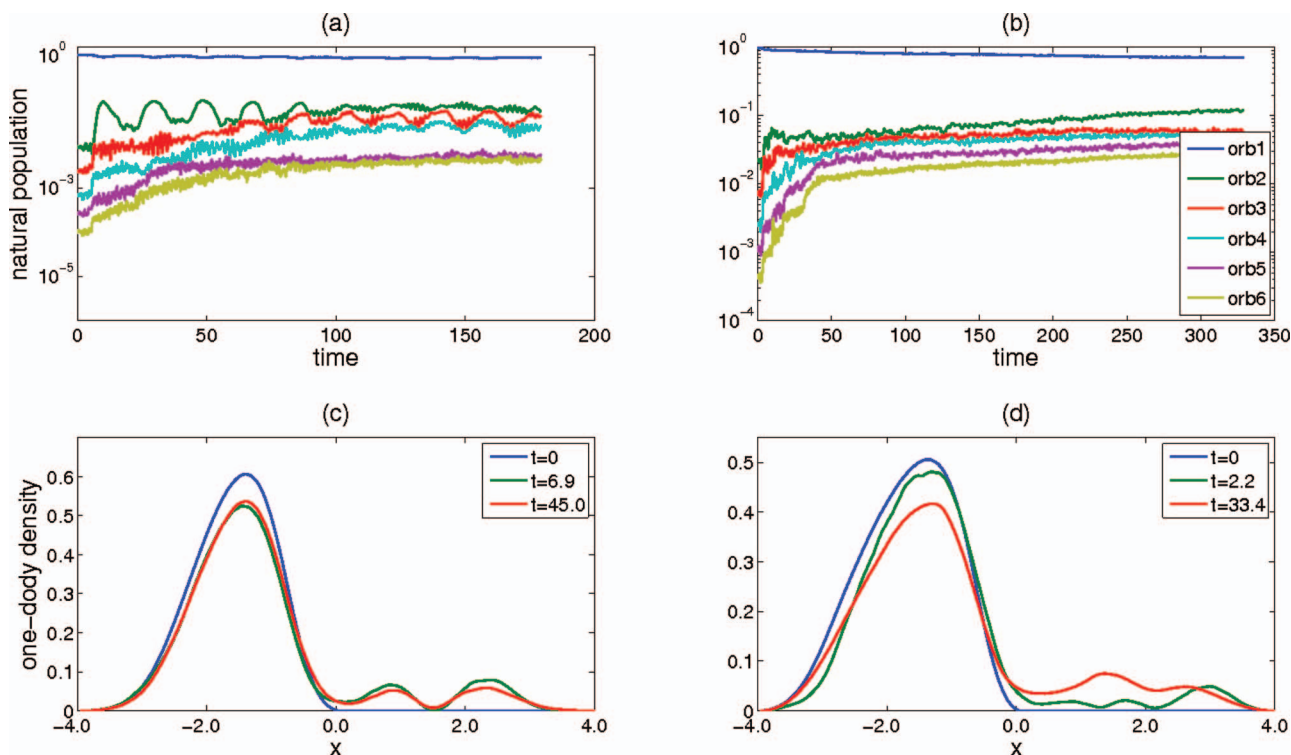 (a)
(b)
natural population
10^0
10^-3
10^-5
0 50 100 150 200
time
10^0
10^-1
10^-2
10^-3
10^-4
0 50 100 150 200 250 300 350
time
orb1
orb2
orb3
orb4
orb5
orb6
(c)
(d)
one-dody density
0.6
0.5
0.4
0.3
0.2
0.1
0
-4.0 -2.0 0.0 2.0 4.0
x
t=0
t=6.9
t=45.0
0.5
0.4
0.3
0.2
0.1
0
-4.0 -2.0 0.0 2.0 4.0
x
t=0
t=2.2
t=33.4